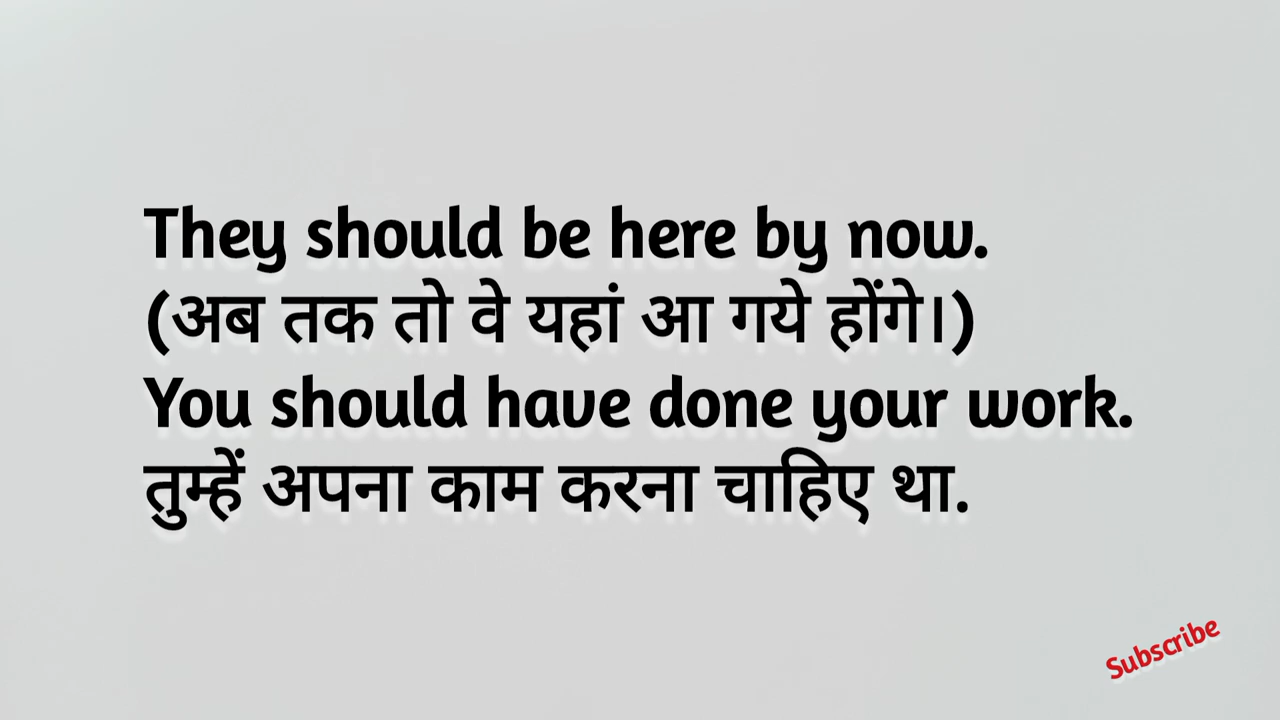 They should be here by now.
(अब तक तो वे यहां आ गये होंगे।)
You should have done your work.
तुम्हें अपना काम करना चाहिए था.
Subscribe